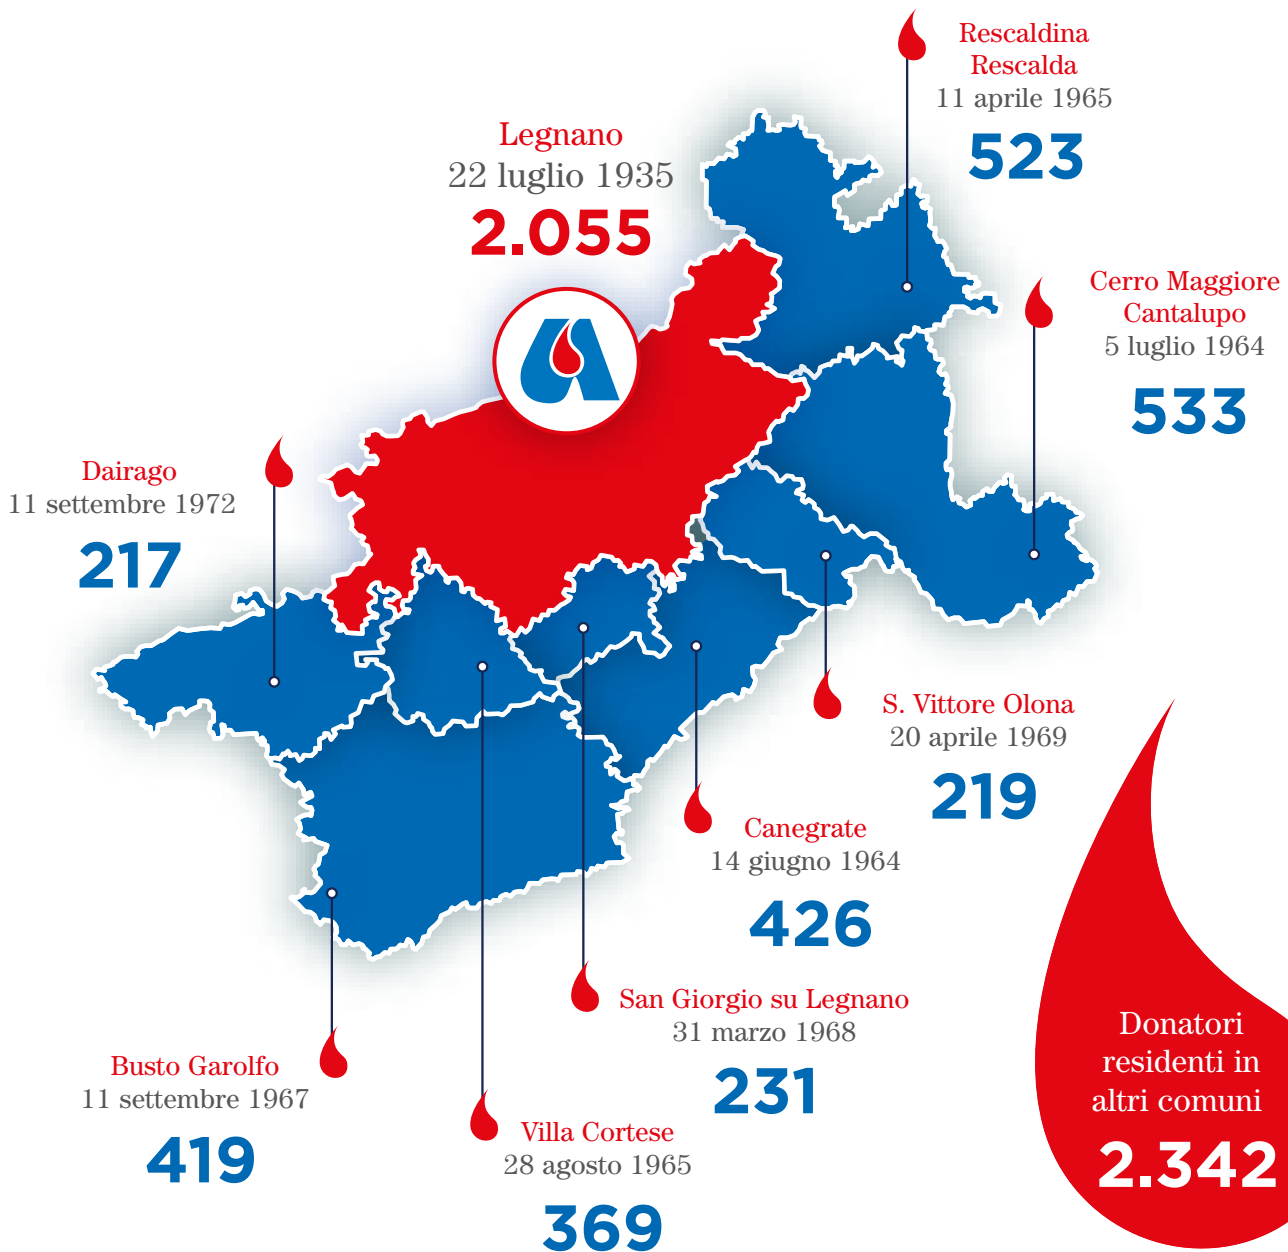 Rescaldina
Rescalda
11 aprile 1965
523
Legnano
22 luglio 1935
2.055
Cerro Maggiore
Cantalupo
5 luglio 1964
533
Dairago
11 settembre 1972
217
S. Vittore Olona
20 aprile 1969
219
Canegrate
14 giugno 1964
426
San Giorgio su Legnano
31 marzo 1968
231
Busto Garolfo
11 settembre 1967
419
Villa Cortese
28 agosto 1965
369
Donatori
residenti in
altri comuni
2.342